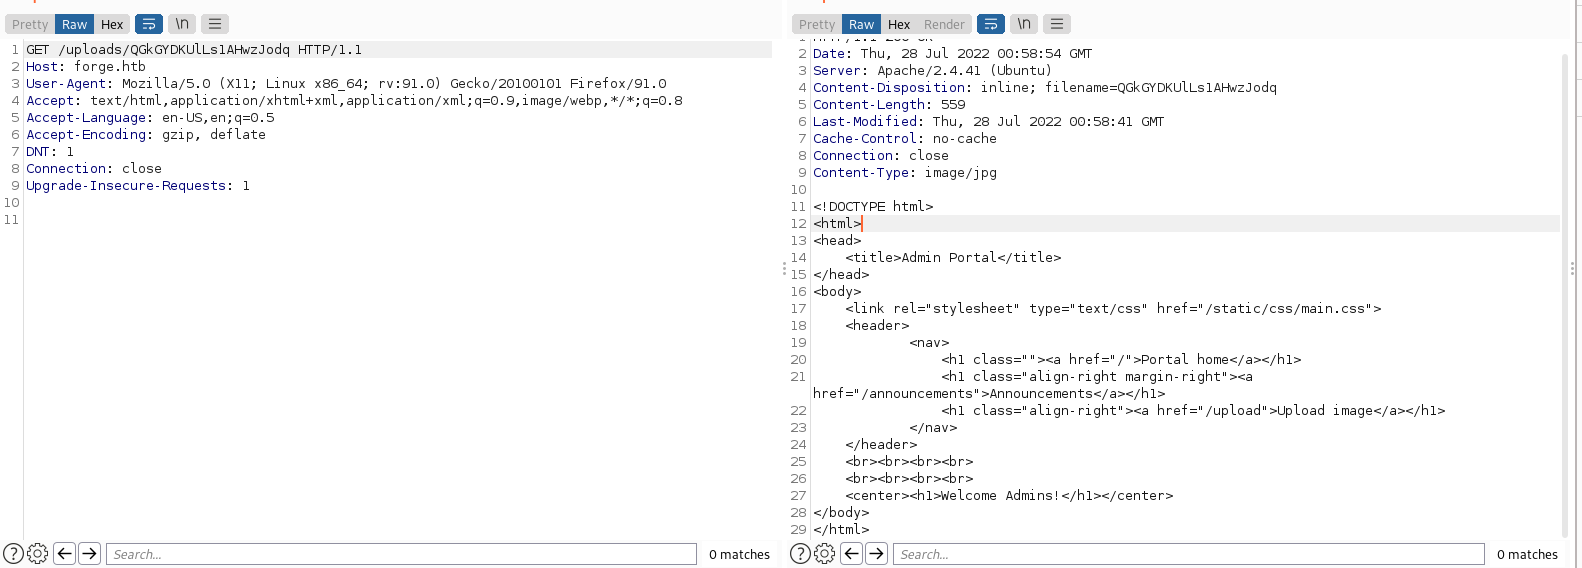 Pretty Raw Hex \n
1 GET /uploads/QGkGYDKUlLs1AHwzJodq HTTP/1.1
2 Host: forge.htb
3 User-Agent: Mozilla/5.0 (X11; Linux x86_64; rv:91.0) Gecko/20100101 Firefox/91.0
4 Accept: text/html,application/xhtml+xml,application/xml;q=0.9,image/webp,*/*;q=0.8
5 Accept-Language: en-US,en;q=0.5
6 Accept-Encoding: gzip, deflate
7 DNT: 1
8 Connection: close
9 Upgrade-Insecure-Requests: 1
10
11
? Search... 0 matches
Pretty Raw Hex Render \n
2 Date: Thu, 28 Jul 2022 00:58:54 GMT
3 Server: Apache/2.4.41 (Ubuntu)
4 Content-Disposition: inline; filename=QGkGYDKUlLs1AHwzJodq
5 Content-Length: 559
6 Last-Modified: Thu, 28 Jul 2022 00:58:41 GMT
7 Cache-Control: no-cache
8 Connection: close
9 Content-Type: image/jpg
10
11 <!DOCTYPE html>
12 <html>
13 <head>
14 <title>Admin Portal</title>
15 </head>
16 <body>
17 <link rel="stylesheet" type="text/css" href="/static/css/main.css">
18 <header>
19 <nav>
20 <h1 class=""><a href="/">Portal home</a></h1>
21 <h1 class="align-right margin-right"><a
href="/announcements">Announcements</a></h1>
22 <h1 class="align-right"><a href="/upload">Upload image</a></h1>
23 </nav>
24 </header>
25 <br><br><br><br>
26 <br><br><br><br>
27 <center><h1>Welcome Admins!</h1></center>
28 </body>
29 </html>
? Search... 0 matches